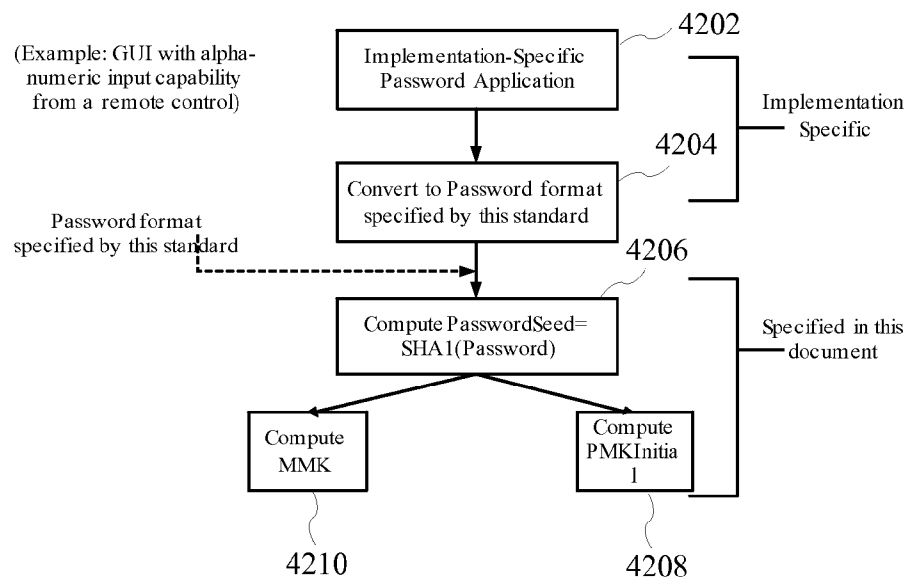 4202
(Example: GUI with alpha-
numeric input capability
from a remote control)
Implementation-Specific
Password Application
Implementation
Specific
4204
Convert to Password format
specified by this standard
Password format
specified by this standard
4206
Compute PasswordSeed=
SHA1(Password)
Specified in this
document
Compute
MMK
Compute
PMKInitia
l
4210
4208